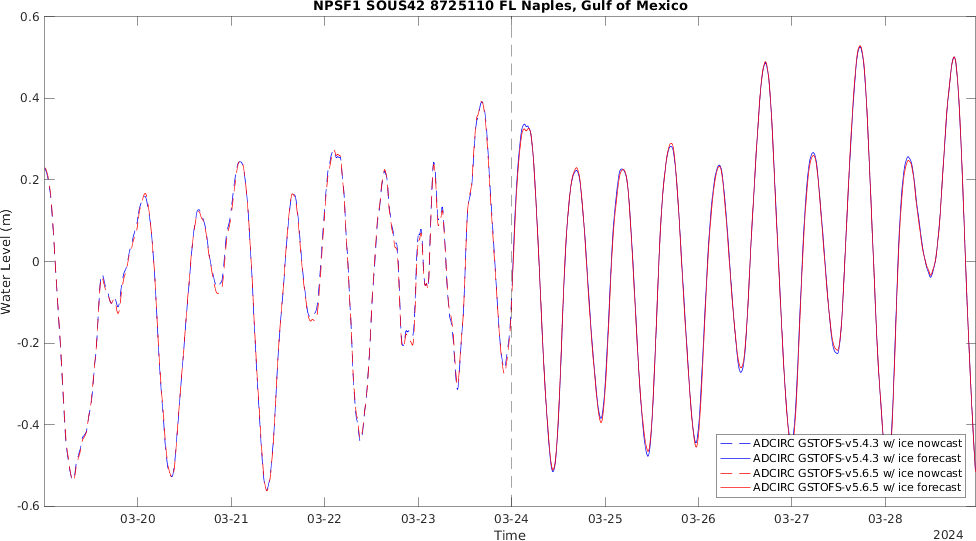 NPSF1 SOUS42 8725110 FL Naples, Gulf of Mexico
0.6
0.4
0.2
0
-0.2
-0.4
-0.6
Water Level (m)
03-20
03-21
03-22
03-23
03-24
03-25
03-26
03-27
03-28
Time
2024
ADCIRC GSTOFS-v5.4.3 w/ ice nowcast
ADCIRC GSTOFS-v5.4.3 w/ ice forecast
ADCIRC GSTOFS-v5.6.5 w/ ice nowcast
ADCIRC GSTOFS-v5.6.5 w/ ice forecast